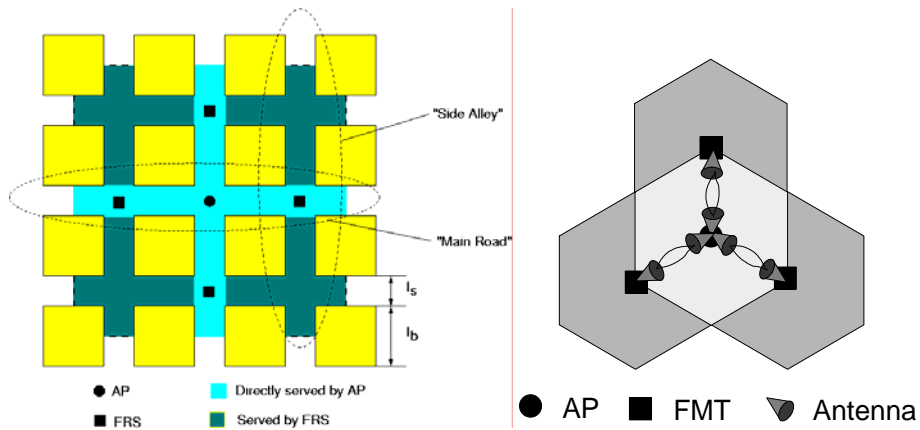 "Side Alley"
"Main Road"
ls
lb
AP
Directly served by AP
FRS
Served by FRS
AP FMT Antenna